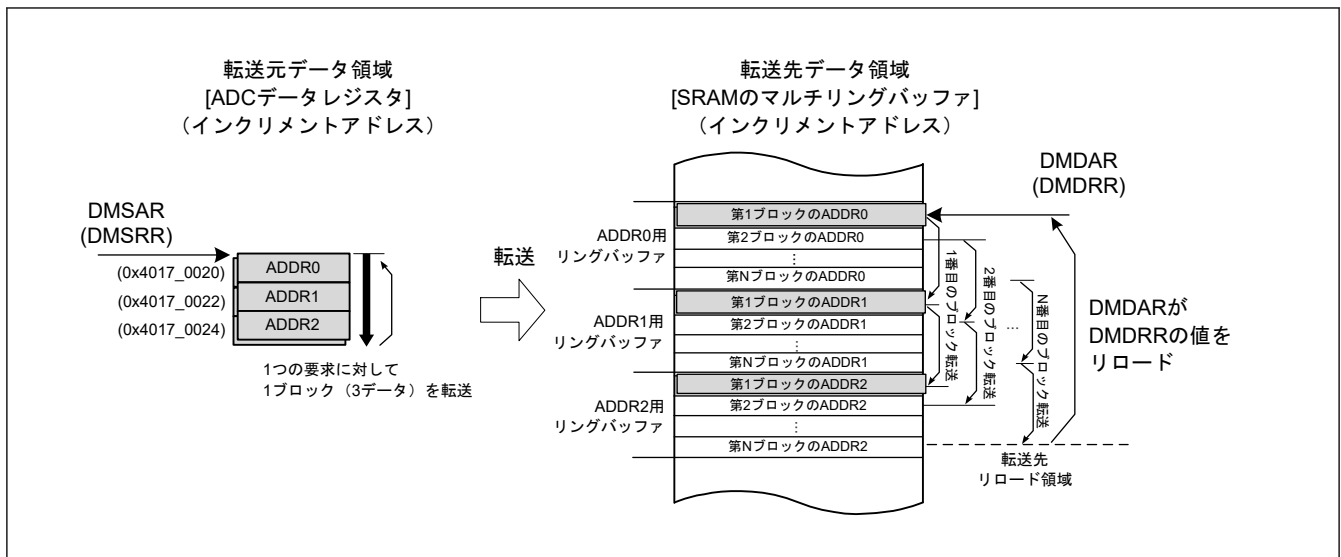 転送元データ領域
[ADCデータレジスタ]
（インクリメントアドレス）
DMSAR
(DMSRR)
(0x4017_0020)
(0x4017_0022)
(0x4017_0024)
ADDR0
ADDR1
ADDR2
1つの要求に対して
1ブロック（3データ）を転送
転送
転送先データ領域
[SRAMのマルチリングバッファ]
（インクリメントアドレス）
ADDR0用
リングバッファ
ADDR1用
リングバッファ
ADDR2用
リングバッファ
第1ブロックのADDR0
第2ブロックのADDR0
⋮
第NブロックのADDR0
第1ブロックのADDR1
第2ブロックのADDR1
⋮
第NブロックのADDR1
第1ブロックのADDR2
第2ブロックのADDR2
⋮
第NブロックのADDR2
1番目のブロック転送
2番目のブロック転送
…
N番目のブロック転送
DMDAR
(DMDRR)
DMDARが
DMDRRの値を
リロード
転送先
リロード領域